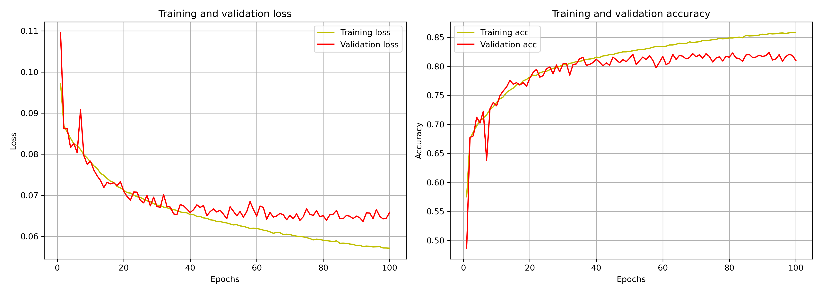 Training and validation loss
Training loss
Validation loss
0.11
0.10
0.09
0.08
0.07
0.06
Loss
0
20
40
60
80
100
Epochs
Training and validation accuracy
Training acc
Validation acc
0.85
0.80
0.75
0.70
0.65
0.60
0.55
0.50
Accuracy
0
20
40
60
80
100
Epochs